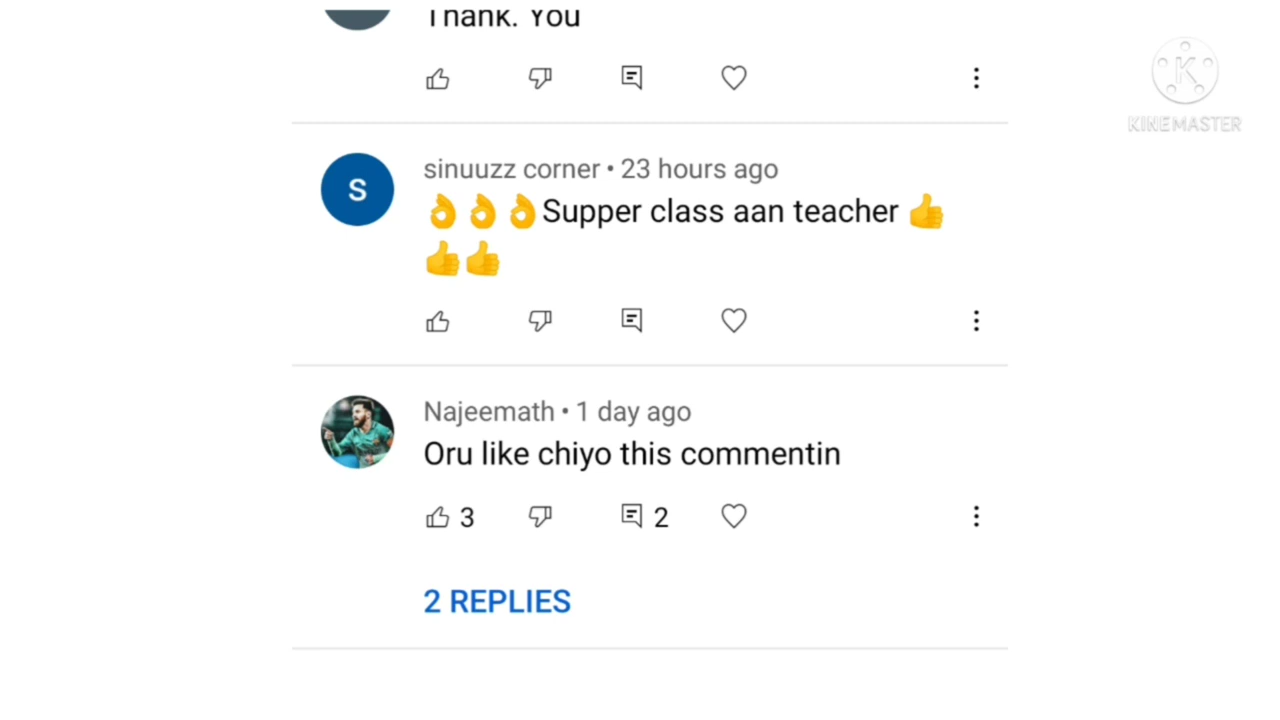 Thank. You
K
KINEMASTER
S
sinuuzz corner • 23 hours ago
👌👌👌Supper class aan teacher 👍
👍👍
Najeemath • 1 day ago
Oru like chiyo this commentin
3
2
2 REPLIES